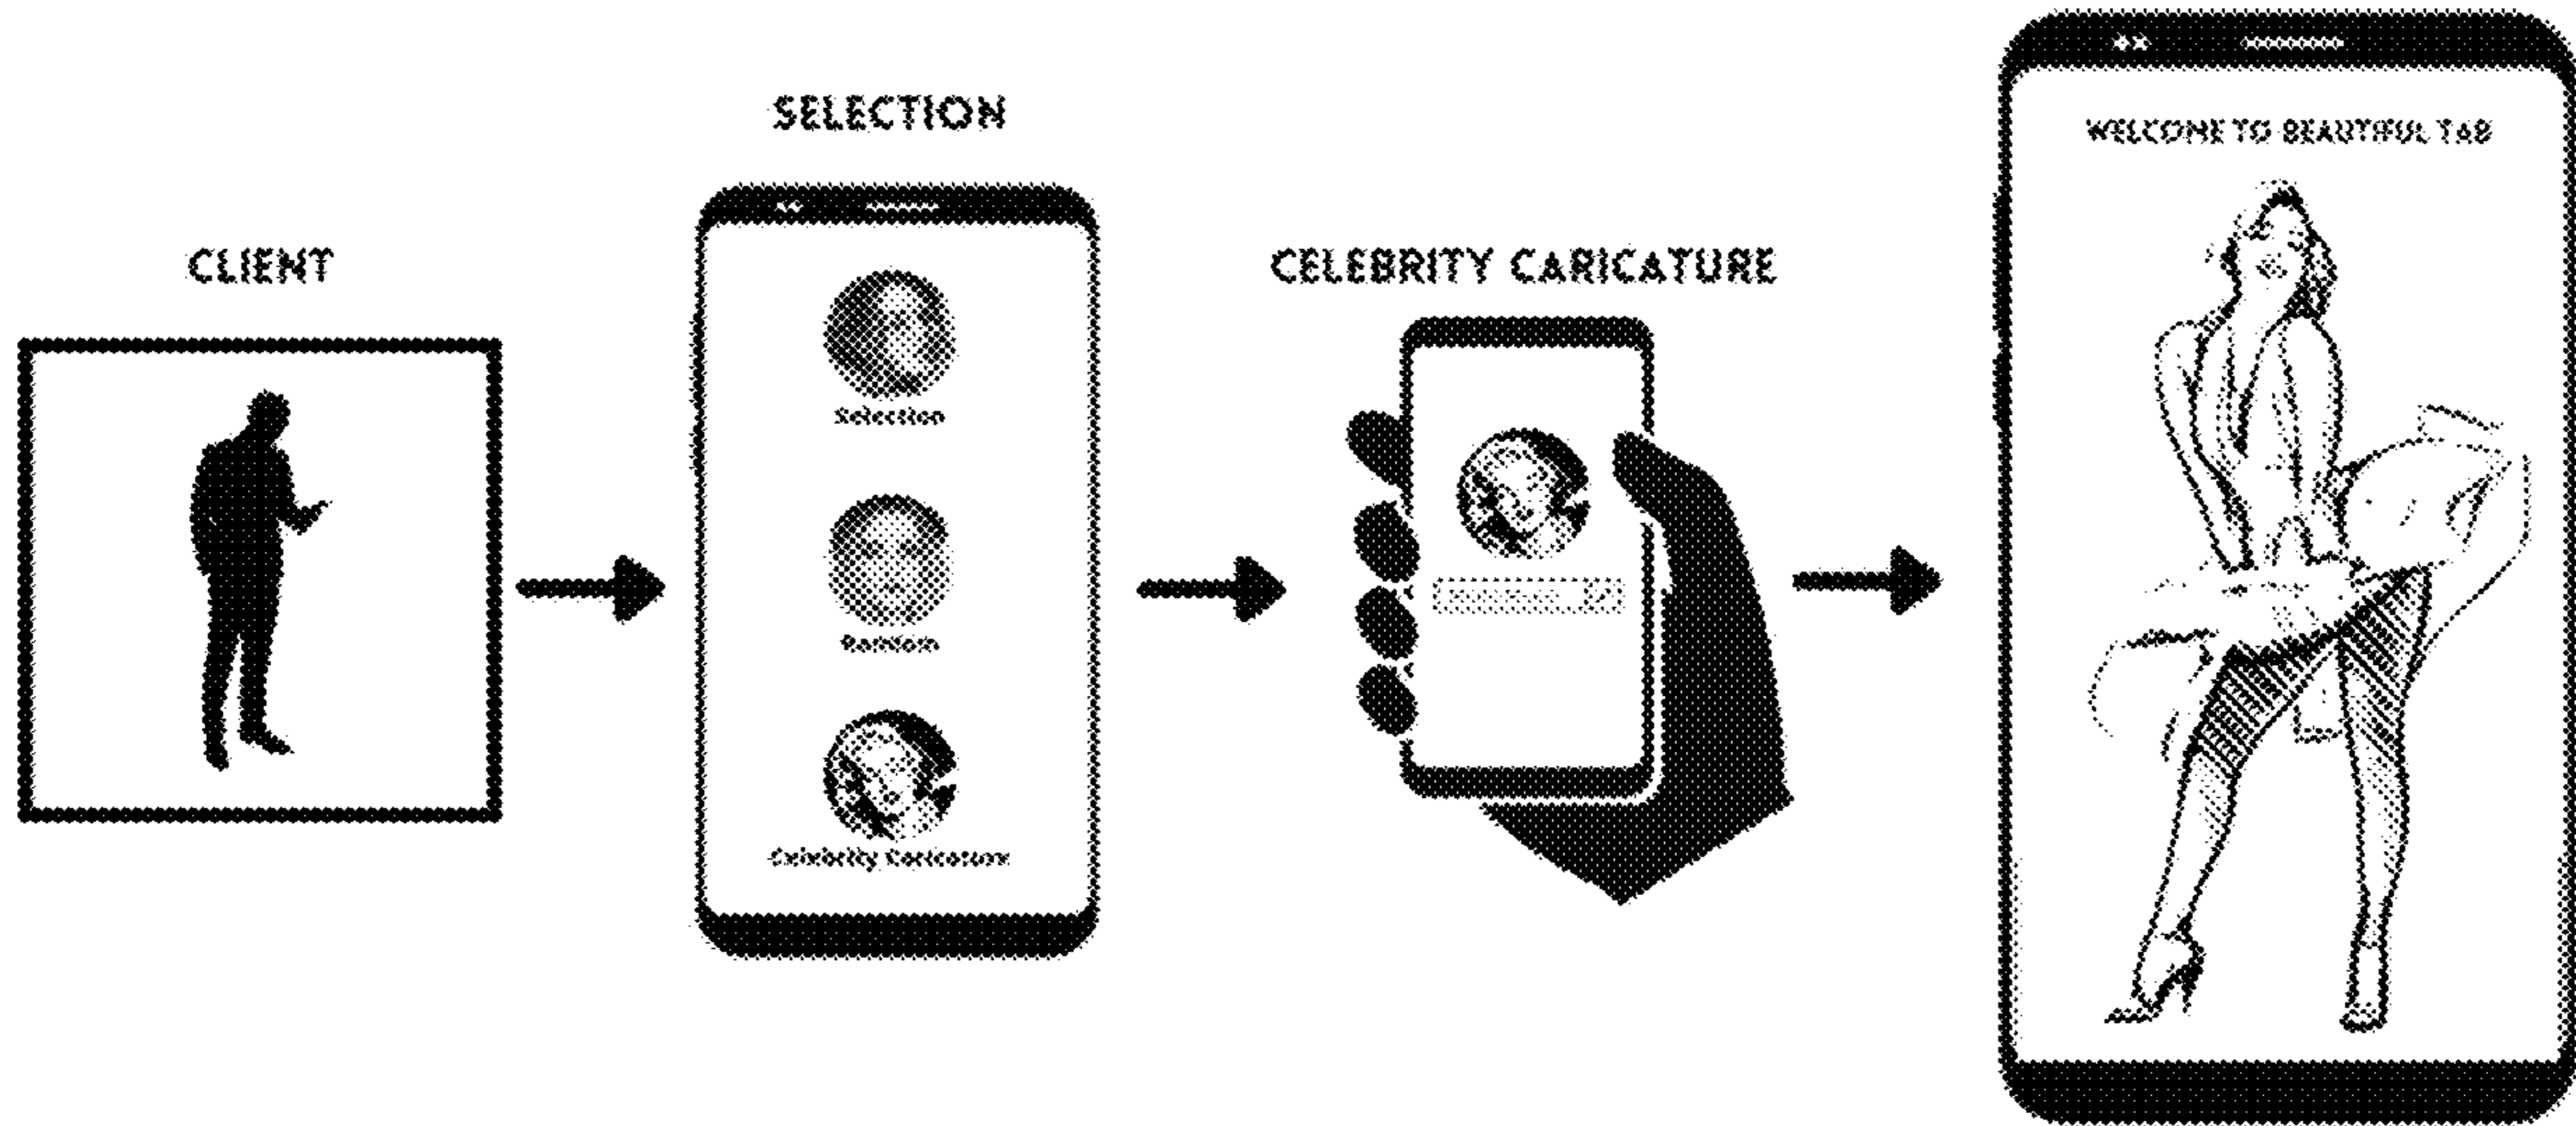 CLIENT
SELECTION
Selection
Random
Celebrity Caricature
CELEBRITY CARICATURE
WELCOME TO BEAUTIFUL TAB